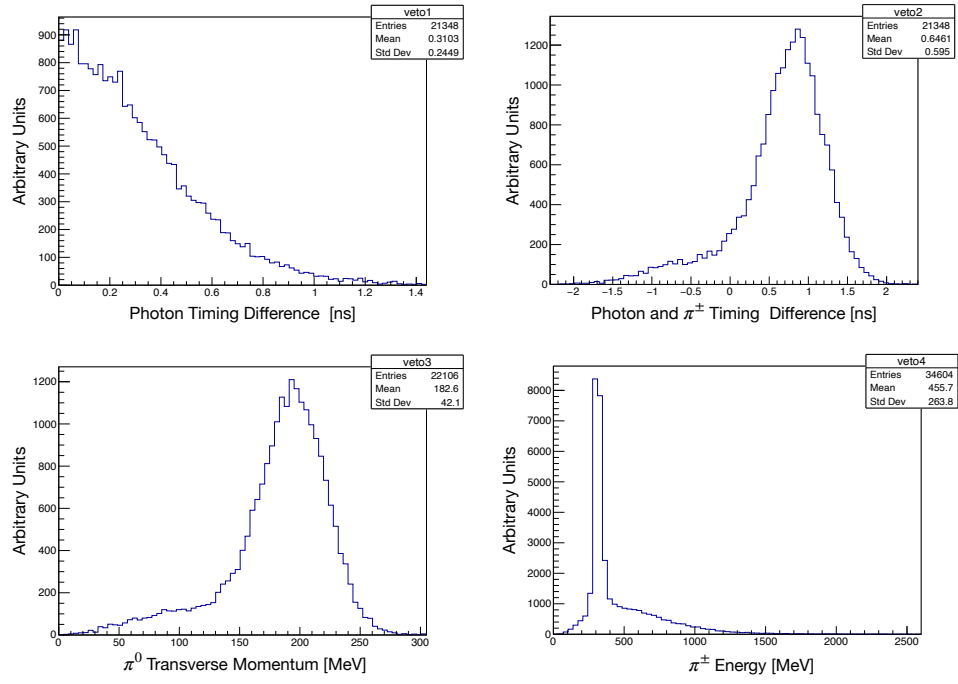 veto1
Entries 21348
Mean 0.3103
Std Dev 0.2449
900
800
700
600
500
400
300
200
100
0
Arbitrary Units
0 0.2 0.4 0.6 0.8 1 1.2 1.4
Photon Timing Difference [ns]
veto2
Entries 21348
Mean 0.6461
Std Dev 0.595
1200
1000
800
600
400
200
0
Arbitrary Units
−2 −1.5 −1 −0.5 0 0.5 1 1.5 2
Photon and π± Timing Difference [ns]
veto3
Entries 22106
Mean 182.6
Std Dev 42.1
1200
1000
800
600
400
200
0
Arbitrary Units
0 50 100 150 200 250 300
π⁰ Transverse Momentum [MeV]
veto4
Entries 34604
Mean 455.7
Std Dev 263.8
8000
7000
6000
5000
4000
3000
2000
1000
0
Arbitrary Units
0 500 1000 1500 2000 2500
π± Energy [MeV]